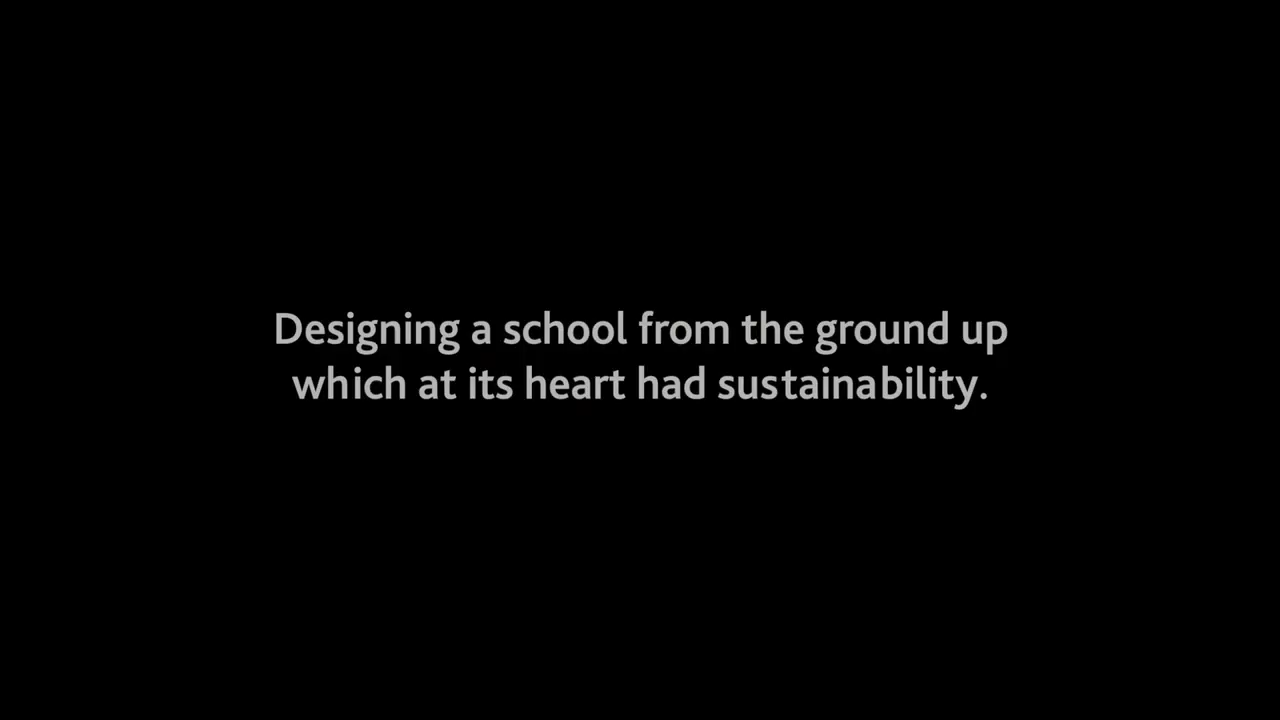 Designing a school from the ground up
which at its heart had sustainability.